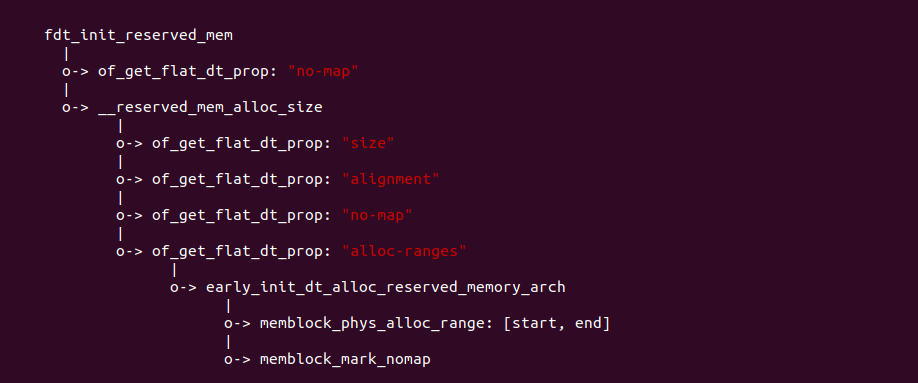 fdt_init_reserved_mem
|
o-> of_get_flat_dt_prop: "no-map"
|
o-> __reserved_mem_alloc_size
|
o-> of_get_flat_dt_prop: "size"
|
o-> of_get_flat_dt_prop: "alignment"
|
o-> of_get_flat_dt_prop: "no-map"
|
o-> of_get_flat_dt_prop: "alloc-ranges"
|
o-> early_init_dt_alloc_reserved_memory_arch
|
o-> memblock_phys_alloc_range: [start, end]
|
o-> memblock_mark_nomap